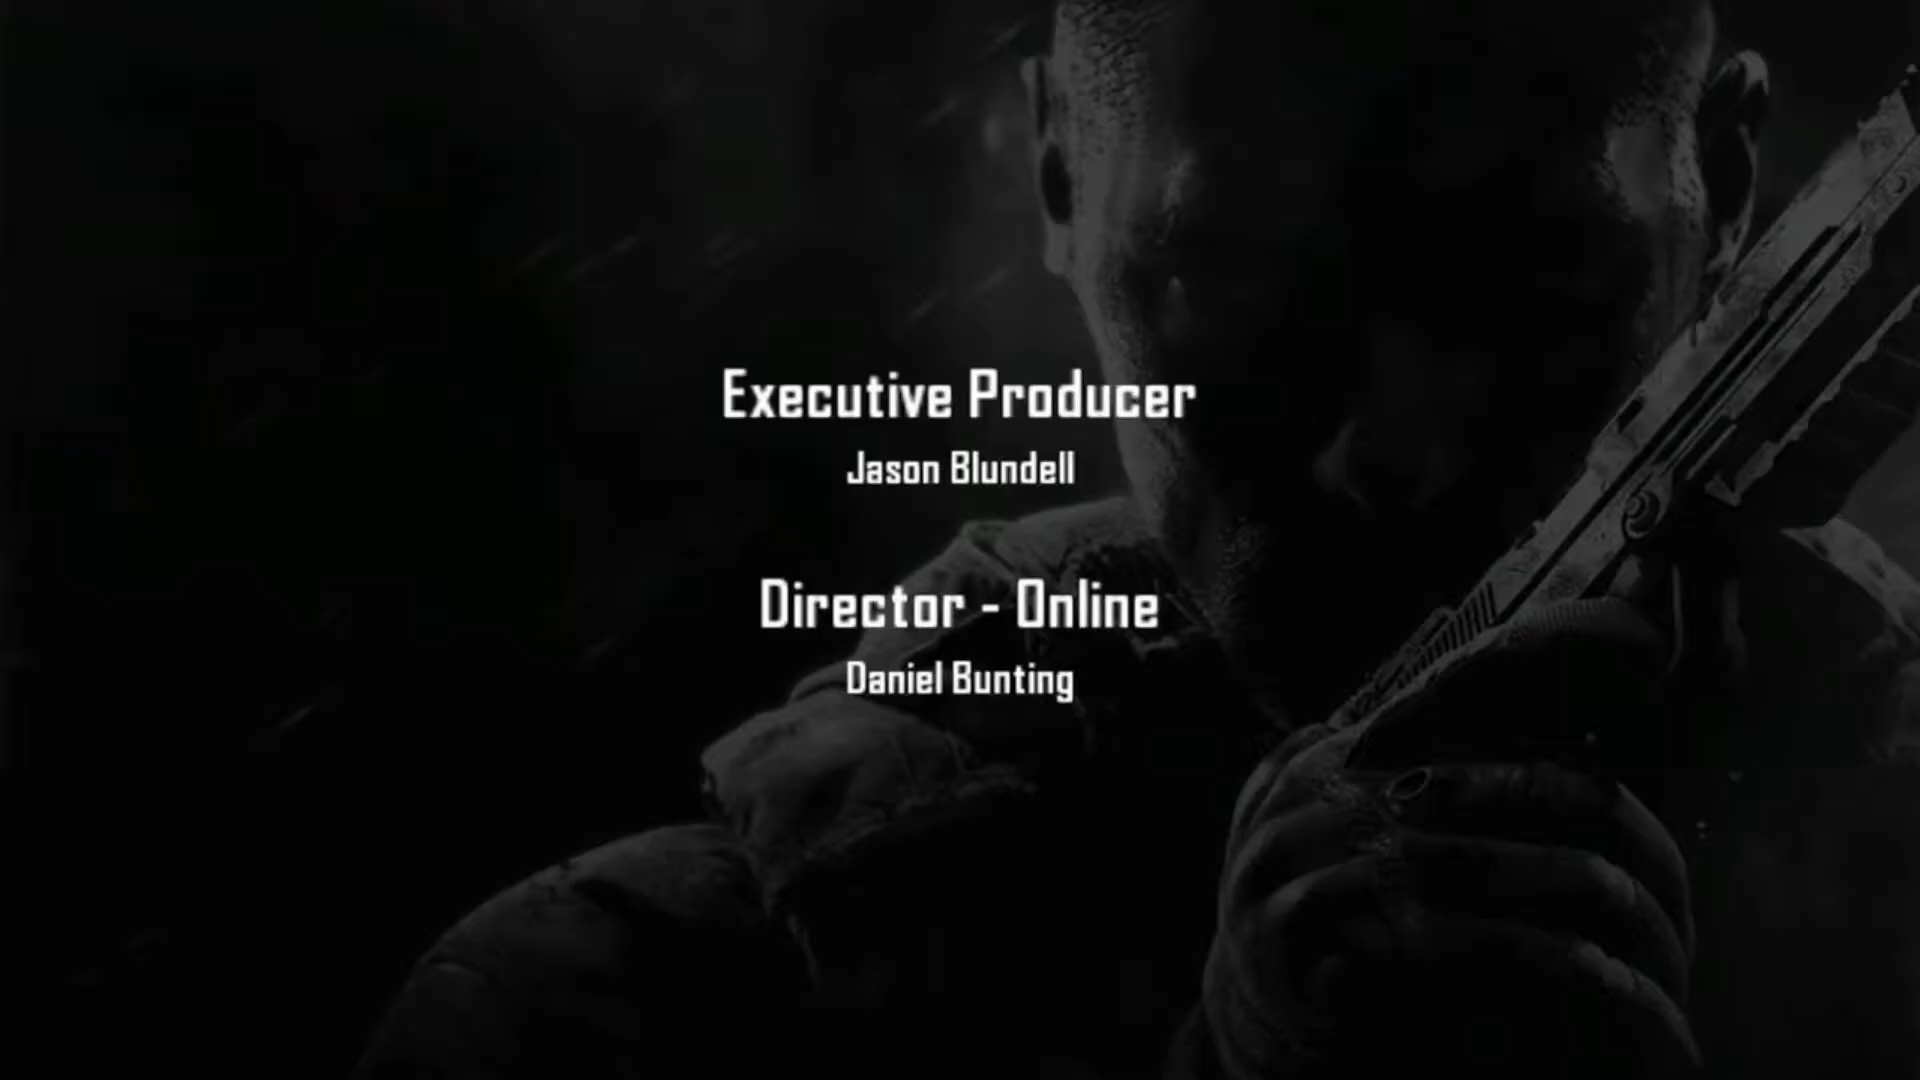 Executive Producer
Jason Blundell
Director - Online
Daniel Bunting